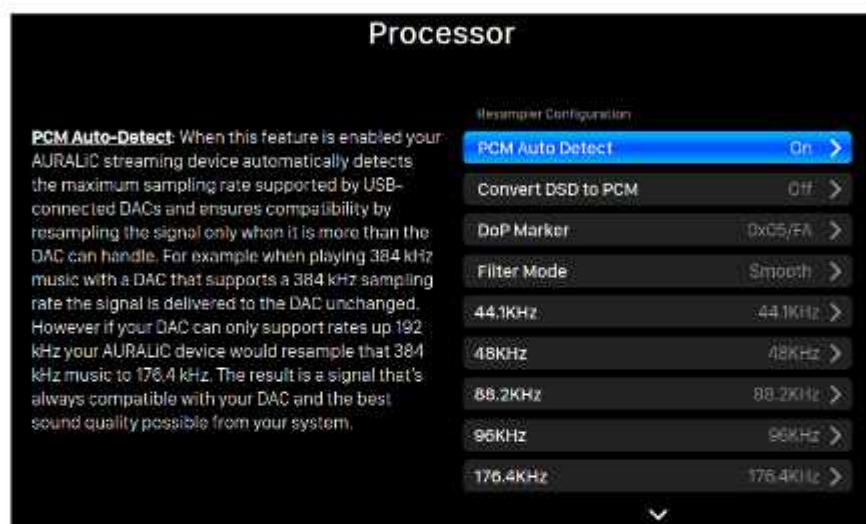 Processor
PCM Auto-Detect: When this feature is enabled your
AURALiC streaming device automatically detects
the maximum sampling rate supported by USB-
connected DACs and ensures compatibility by
resampling the signal only when it is more than the
DAC can handle. For example when playing 384 kHz
music with a DAC that supports a 384 kHz sampling
rate the signal is delivered to the DAC unchanged.
However if your DAC can only support rates up 192
kHz your AURALiC device would resample that 384
kHz music to 176.4 kHz. The result is a signal that's
always compatible with your DAC and the best
sound quality possible from your system.
Resampler Configuration
PCM Auto Detect On
Convert DSD to PCM Off
DoP Marker 0x05/FA
Filter Mode Smooth
44.1KHz 44.1KHz
48KHz 48KHz
88.2KHz 88.2KHz
96KHz 96KHz
176.4KHz 176.4KHz